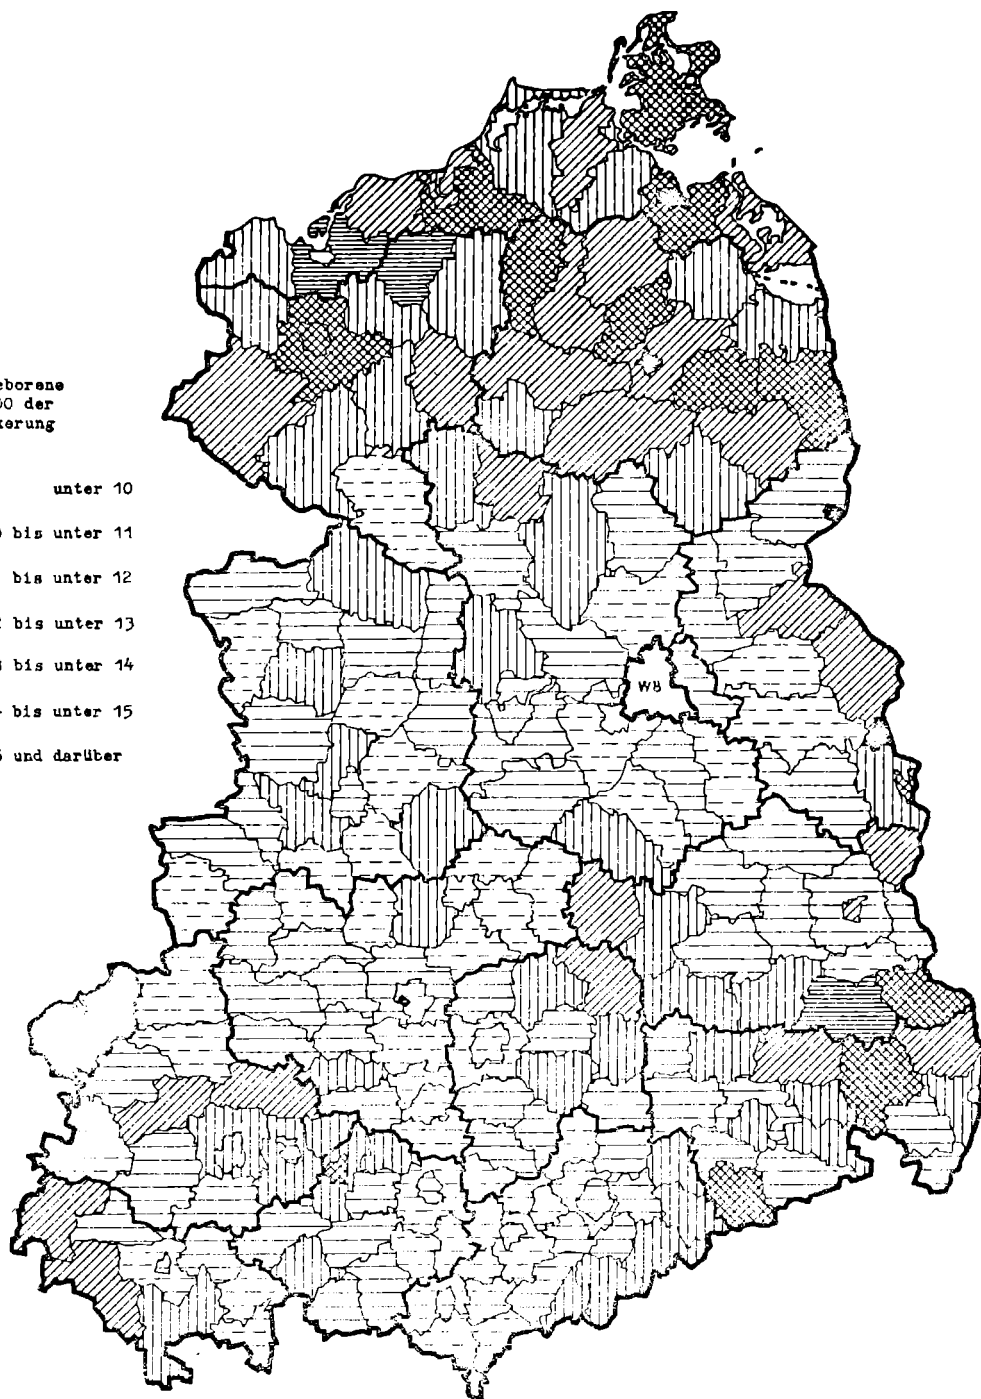 eborene
00 der
kerung
unter 10
bis unter 11
bis unter 12
bis unter 13
bis unter 14
bis unter 15
und darüber
WB